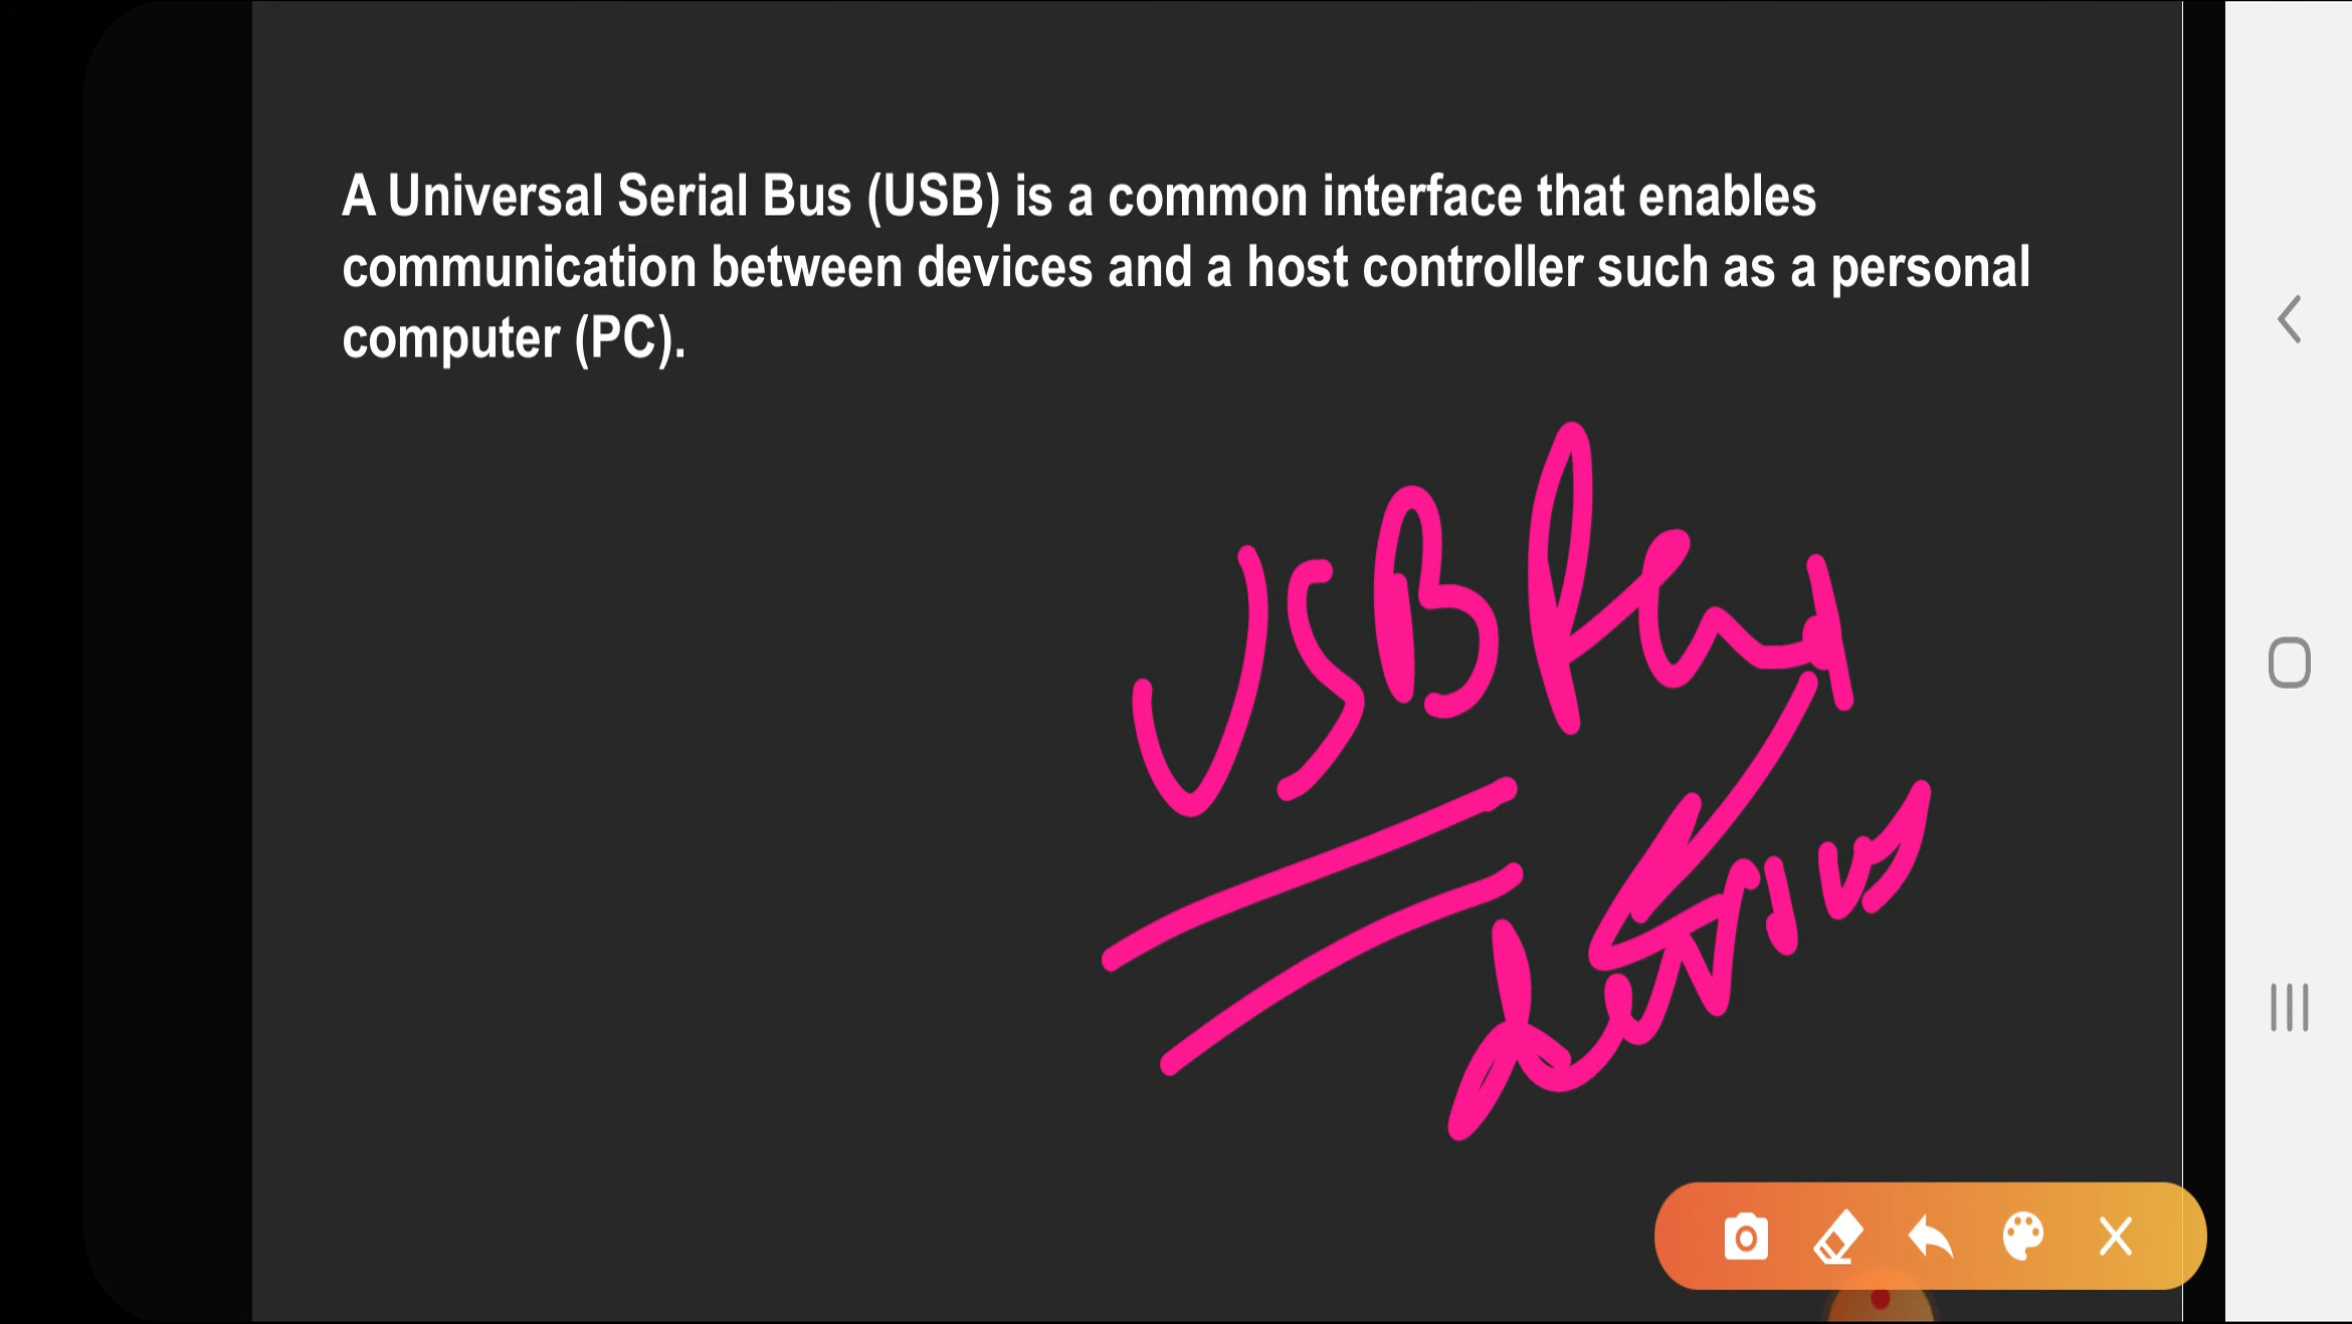 A Universal Serial Bus (USB) is a common interface that enables
communication between devices and a host controller such as a personal
computer (PC).
USB